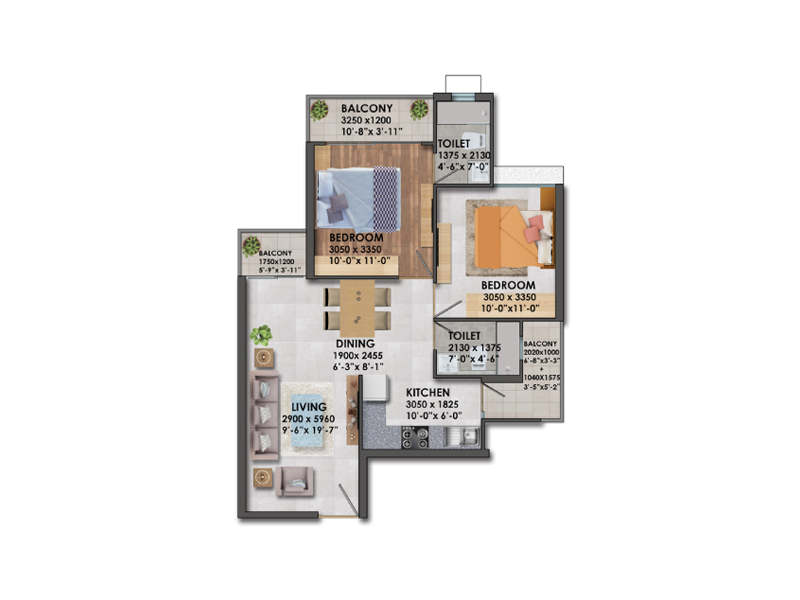 BALCONY
3250 x1200
10'-8"x 3'-11"
TOILET
1375 x 2130
4'-6"x 7'-0"
BEDROOM
3050 x 3350
10'-0"x 11'-0"
BALCONY
1750x1200
5'-9"x 3'-11"
BEDROOM
3050 x 3350
10'-0"x11'-0"
DINING
1900x 2455
6'-3"x 8'-1"
TOILET
2130 x 1375
7'-0"x 4'-6"
BALCONY
2020x1000
6'-8"x3'-3"
+
1040X1575
3'-5"x5'-2"
KITCHEN
3050 x 1825
10'-0"x 6'-0"
LIVING
2900 x 5960
9'-6"x 19'-7"